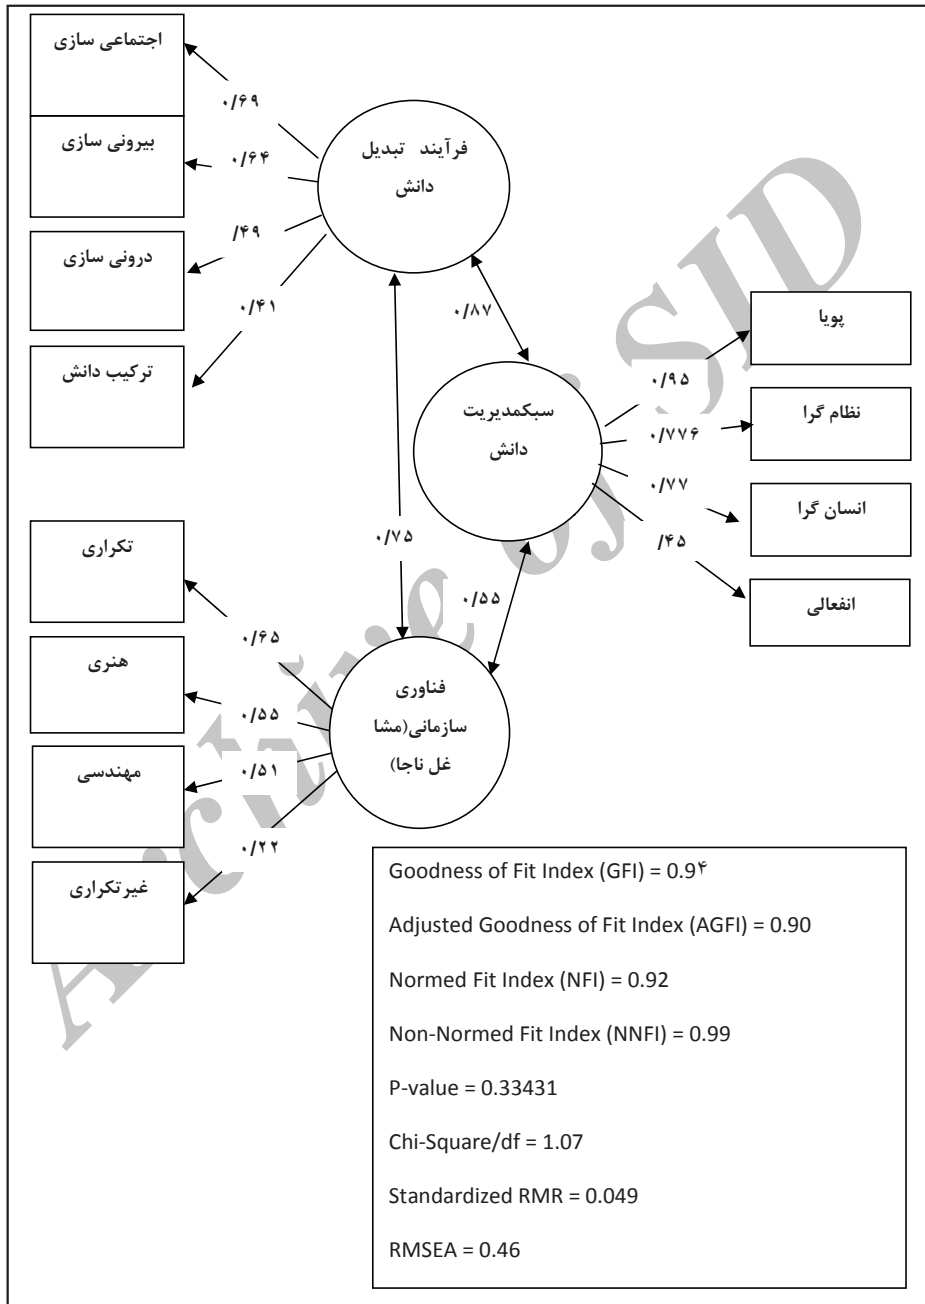 اجتماعی سازی
۰/۶۹
بیرونی سازی
۰/۶۴
درونی سازی
/۴۹
ترکیب دانش
۰/۴۱
فرآیند تبدیل
دانش
۰/۸۷
پویا
۰/۹۵
نظام گرا
۰/۷۷۶
سبکمدیریت
دانش
انسان گرا
۰/۷۷
انفعالی
/۴۵
۰/۷۵
۰/۵۵
تکراری
۰/۶۵
هنری
۰/۵۵
مهندسی
۰/۵۱
غیرتکراری
۰/۲۲
فناوری
سازمانی(مشا
غل ناجا)
Goodness of Fit Index (GFI) = 0.9۴
Adjusted Goodness of Fit Index (AGFI) = 0.90
Normed Fit Index (NFI) = 0.92
Non-Normed Fit Index (NNFI) = 0.99
P-value = 0.33431
Chi-Square/df = 1.07
Standardized RMR = 0.049
RMSEA = 0.46
Archive of SID